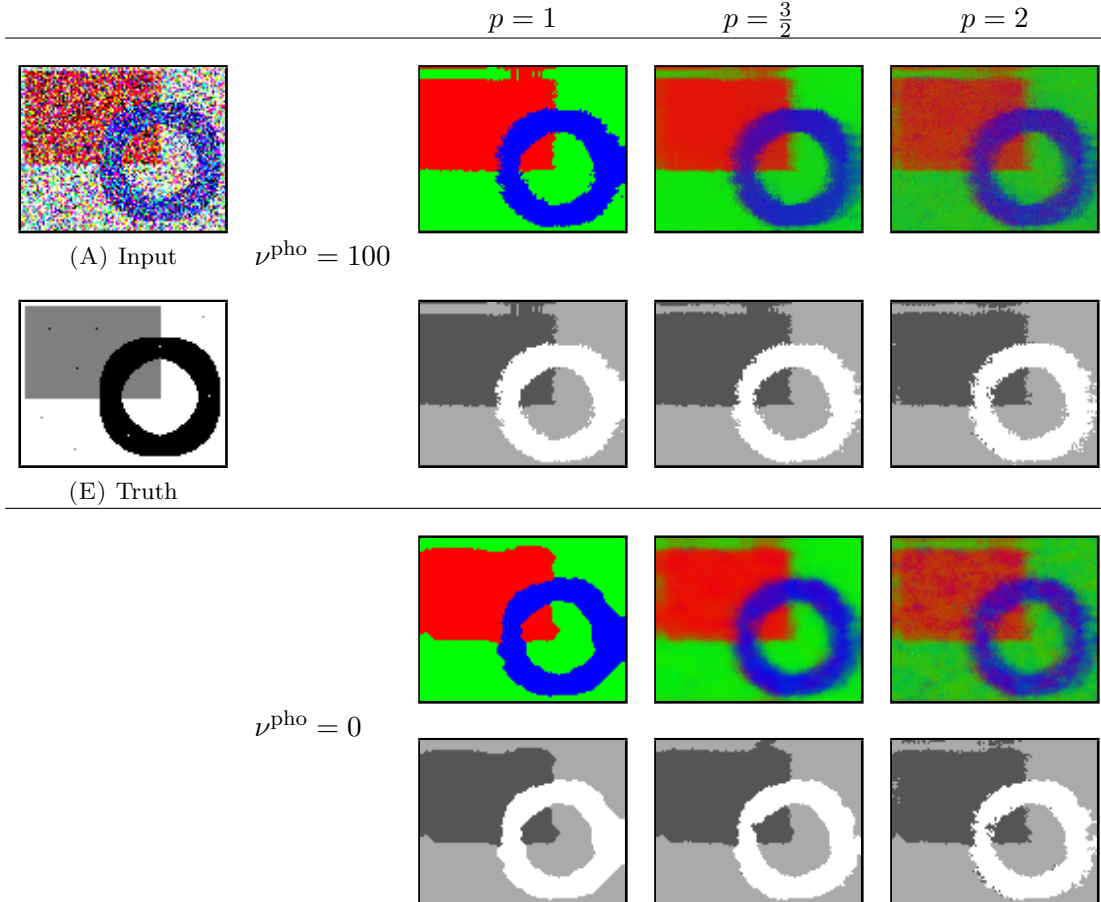 p = 1 p = 3/2 p = 2
(A) Input
ν^pho = 100
(E) Truth
ν^pho = 0